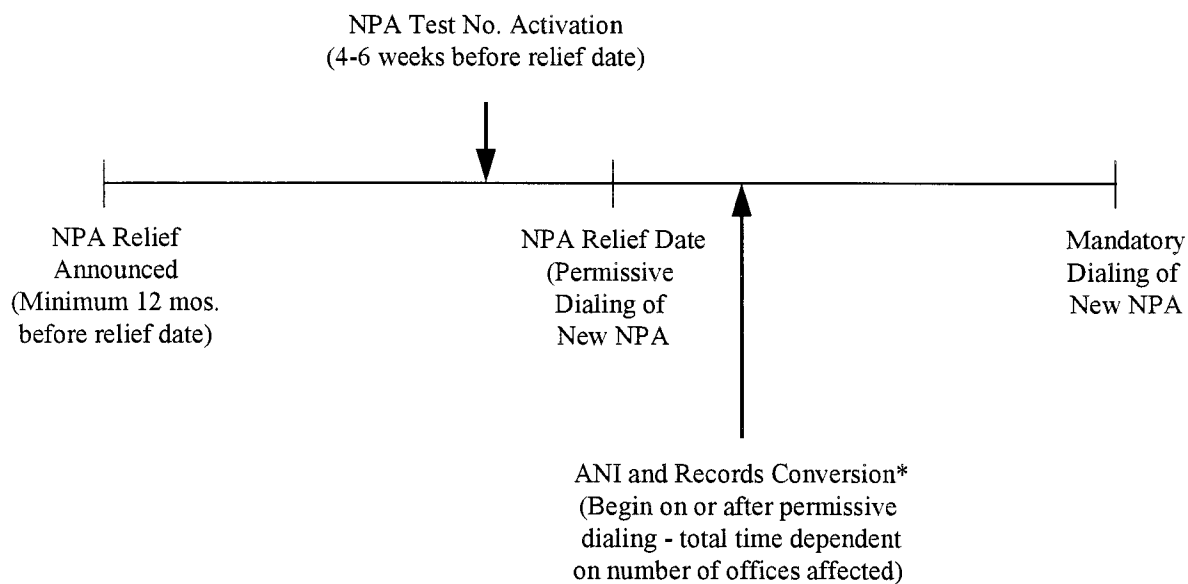 NPA Test No. Activation
(4-6 weeks before relief date)
NPA Relief
Announced
(Minimum 12 mos.
before relief date)
NPA Relief Date
(Permissive
Dialing of
New NPA
Mandatory
Dialing of
New NPA
ANI and Records Conversion*
(Begin on or after permissive
dialing - total time dependent
on number of offices affected)